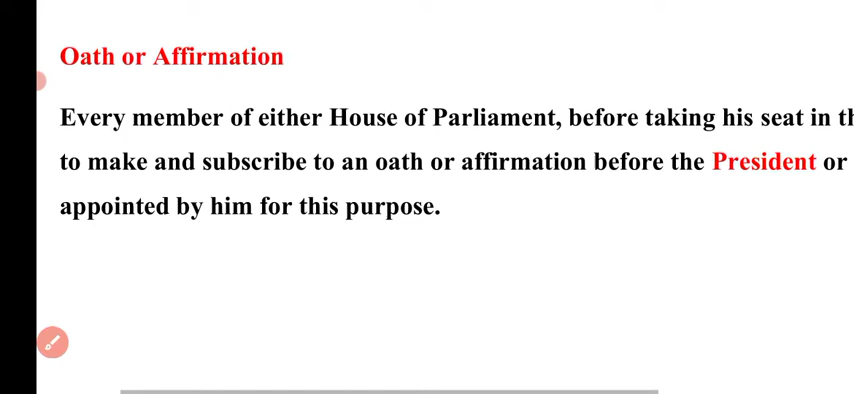 Oath or Affirmation
Every member of either House of Parliament, before taking his seat in
to make and subscribe to an oath or affirmation before the President or
appointed by him for this purpose.